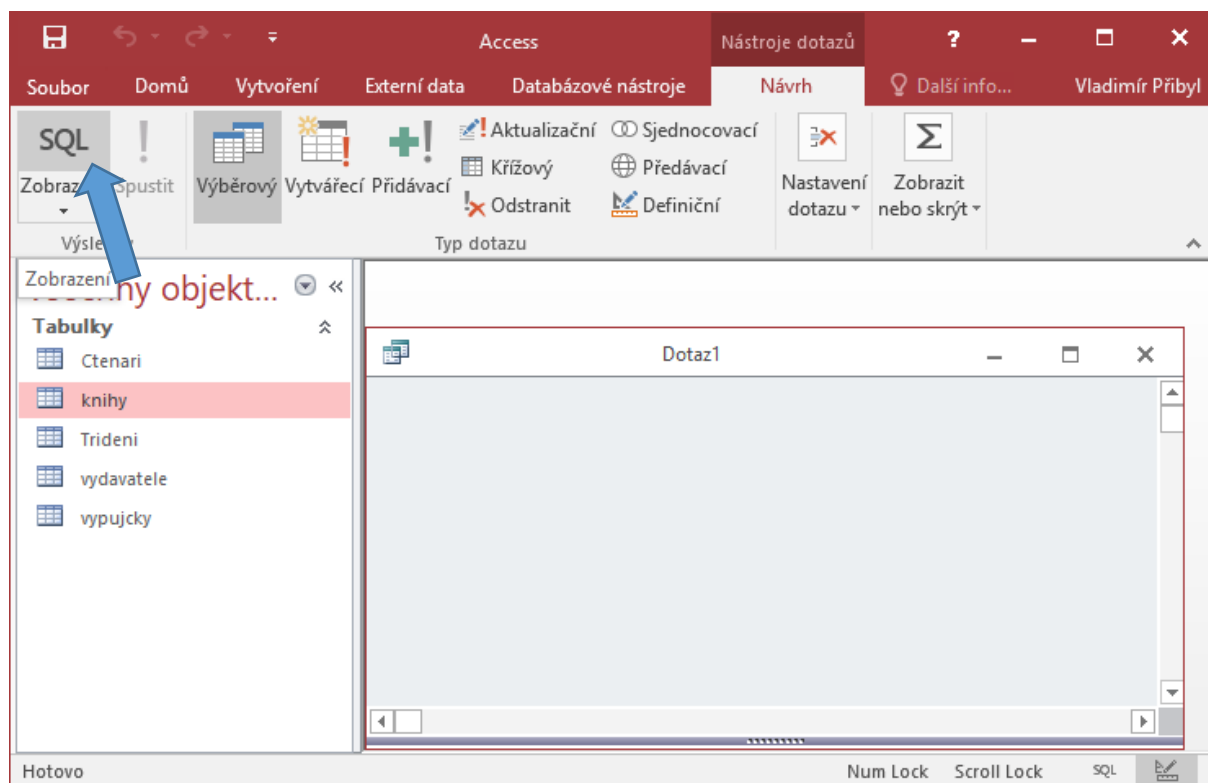 Access
Nástroje dotazů
?
Soubor Domů Vytvoření Externí data Databázové nástroje Návrh Další info... Vladimír Přibyl
SQL
Aktualizační Sjednocovací
Křížový Předávací
Výběrový Vytvářecí Přidávací
Spustit
Nastavení Zobrazit
Odstranit Definiční
dotazu nebo skrýt
Typ dotazu
Zobrazení
objekt...
Tabulky
Dotaz1
Ctenari
knihy
Trideni
vydavatele
vypujcky
Hotovo Num Lock Scroll Lock SQL